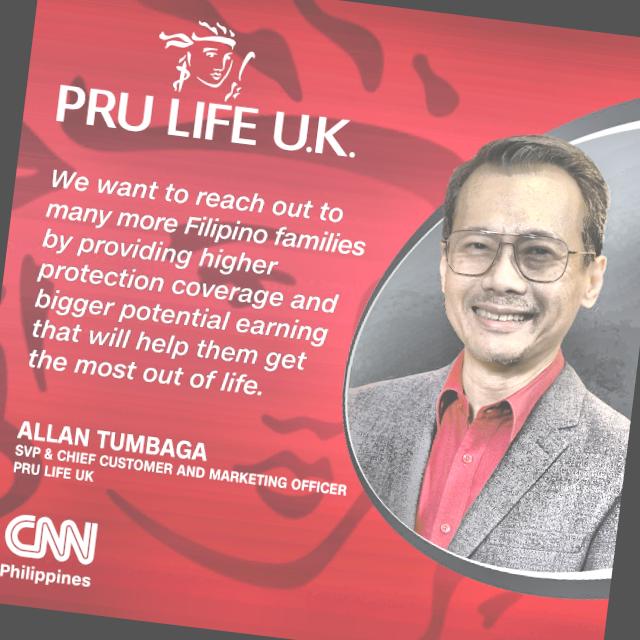 PRU LIFE U.K.
We want to reach out to
many more Filipino families
by providing higher
protection coverage and
bigger potential earning
that will help them get
the most out of life.
ALLAN TUMBAGA
SVP & CHIEF CUSTOMER AND MARKETING OFFICER
PRU LIFE UK
CNN
Philippines